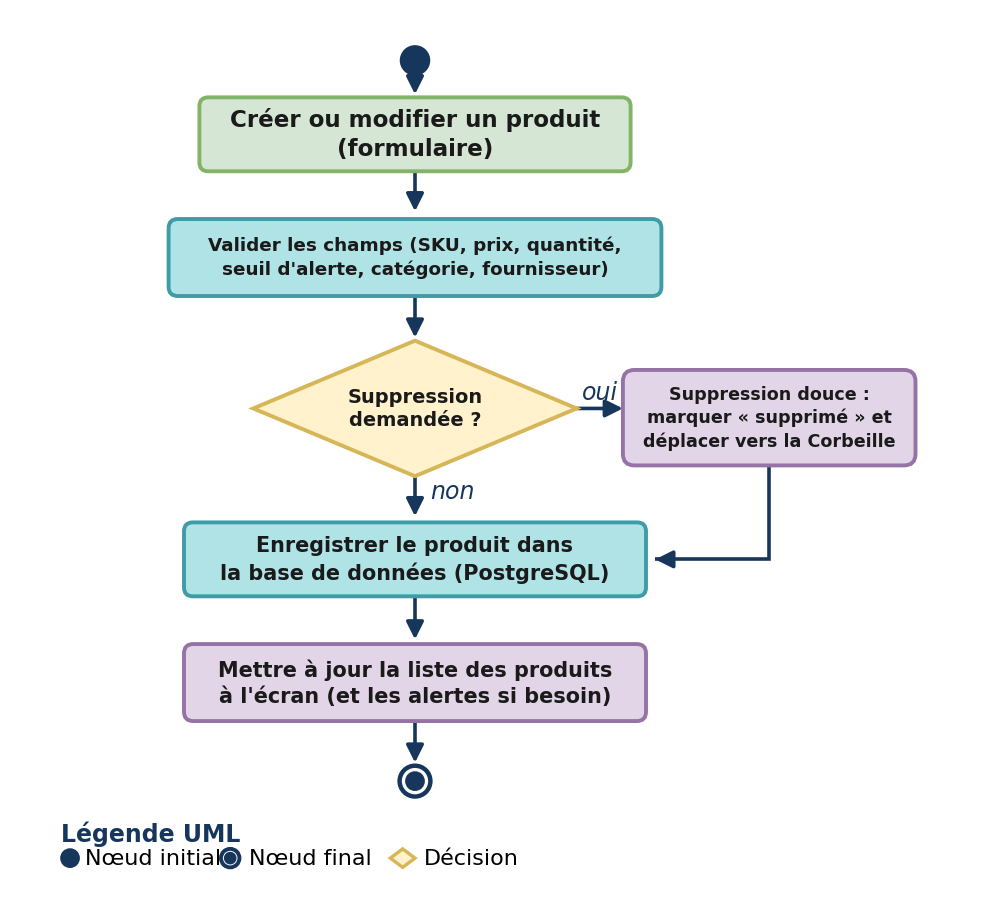 Créer ou modifier un produit
(formulaire)
Valider les champs (SKU, prix, quantité,
seuil d'alerte, catégorie, fournisseur)
Suppression
demandée ?
oui
Suppression douce :
marquer « supprimé » et
déplacer vers la Corbeille
non
Enregistrer le produit dans
la base de données (PostgreSQL)
Mettre à jour la liste des produits
à l'écran (et les alertes si besoin)
Légende UML
Nœud initial
Nœud final
Décision